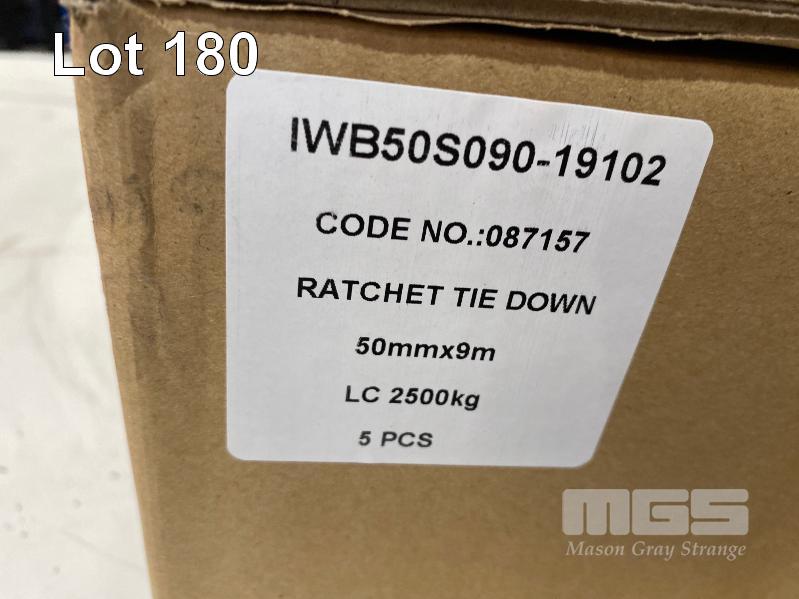 Lot 180
IWB50S090-19102
CODE NO.:087157
RATCHET TIE DOWN
50mmx9m
LC 2500kg
5 PCS
MGS
Mason Gray Strange